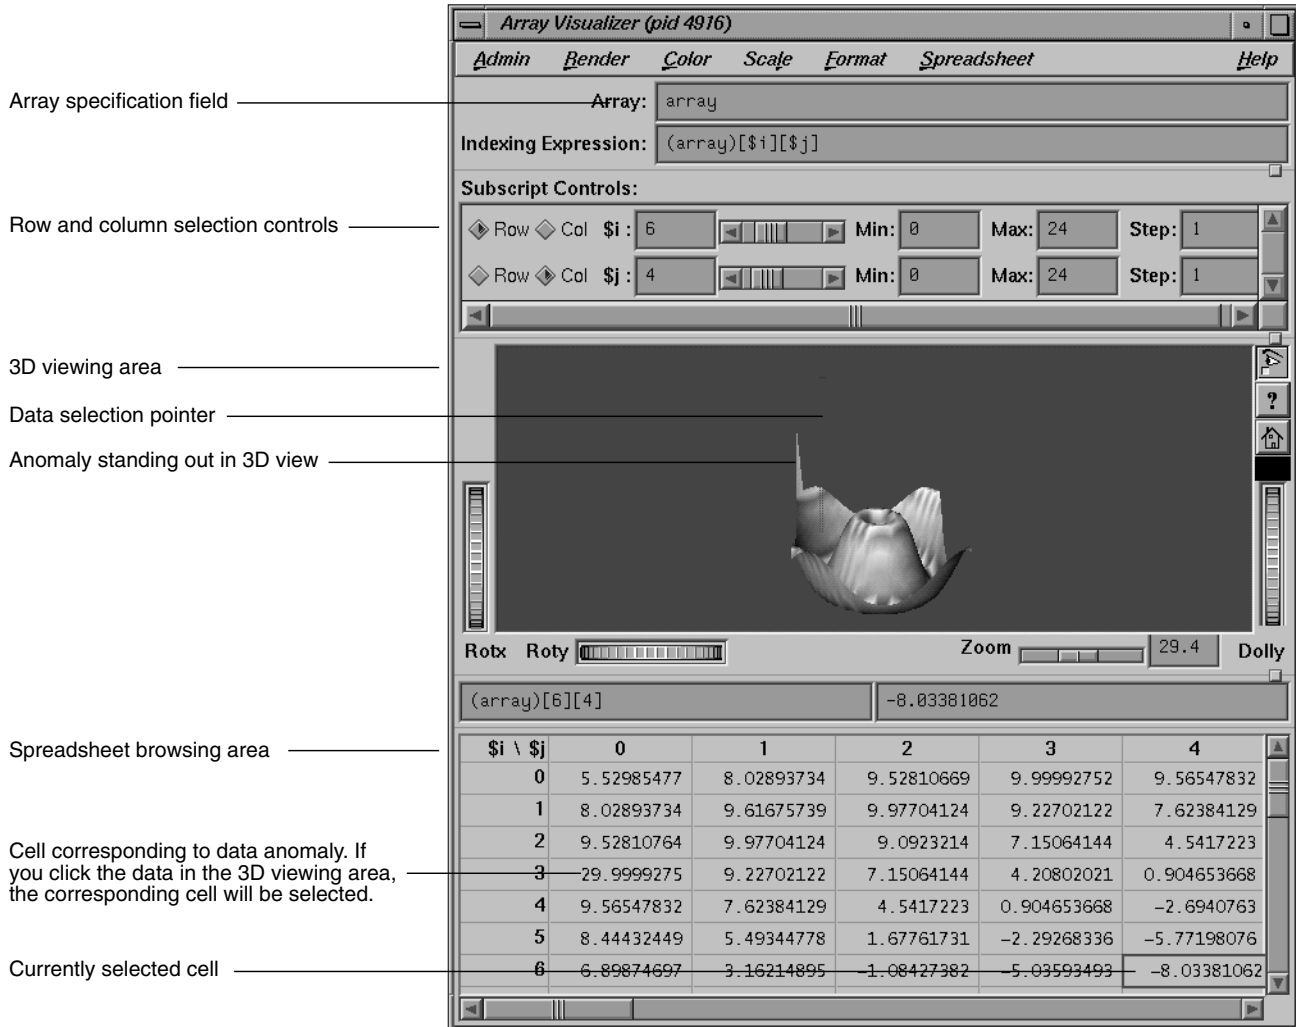 Array Visualizer (pid 4916)
Admin Render Color Scale Format Spreadsheet Help
Array specification field
Array: array
Indexing Expression: (array)[$i][$j]
Subscript Controls:
Row and column selection controls
Row Col $i : 6 Min: 0 Max: 24 Step: 1
Row Col $j : 4 Min: 0 Max: 24 Step: 1
3D viewing area
?
Data selection pointer
Anomaly standing out in 3D view
Rotx Roty Zoom 29.4 Dolly
(array)[6][4] -8.03381062
Spreadsheet browsing area
$i \ $j 0 1 2 3 4
0 5.52985477 8.02893734 9.52810669 9.99992752 9.56547832
1 8.02893734 9.61675739 9.97704124 9.22702122 7.62384129
2 9.52810764 9.97704124 9.0923214 7.15064144 4.5417223
Cell corresponding to data anomaly. If
you click the data in the 3D viewing area,
the corresponding cell will be selected.
3 29.9999275 9.22702122 7.15064144 4.20802021 0.904653668
4 9.56547832 7.62384129 4.5417223 0.904653668 -2.6940763
5 8.44432449 5.49344778 1.67761731 -2.29268336 -5.77198076
Currently selected cell
6 6.89874697 3.16214895 -1.08427382 -5.03593493 -8.03381062